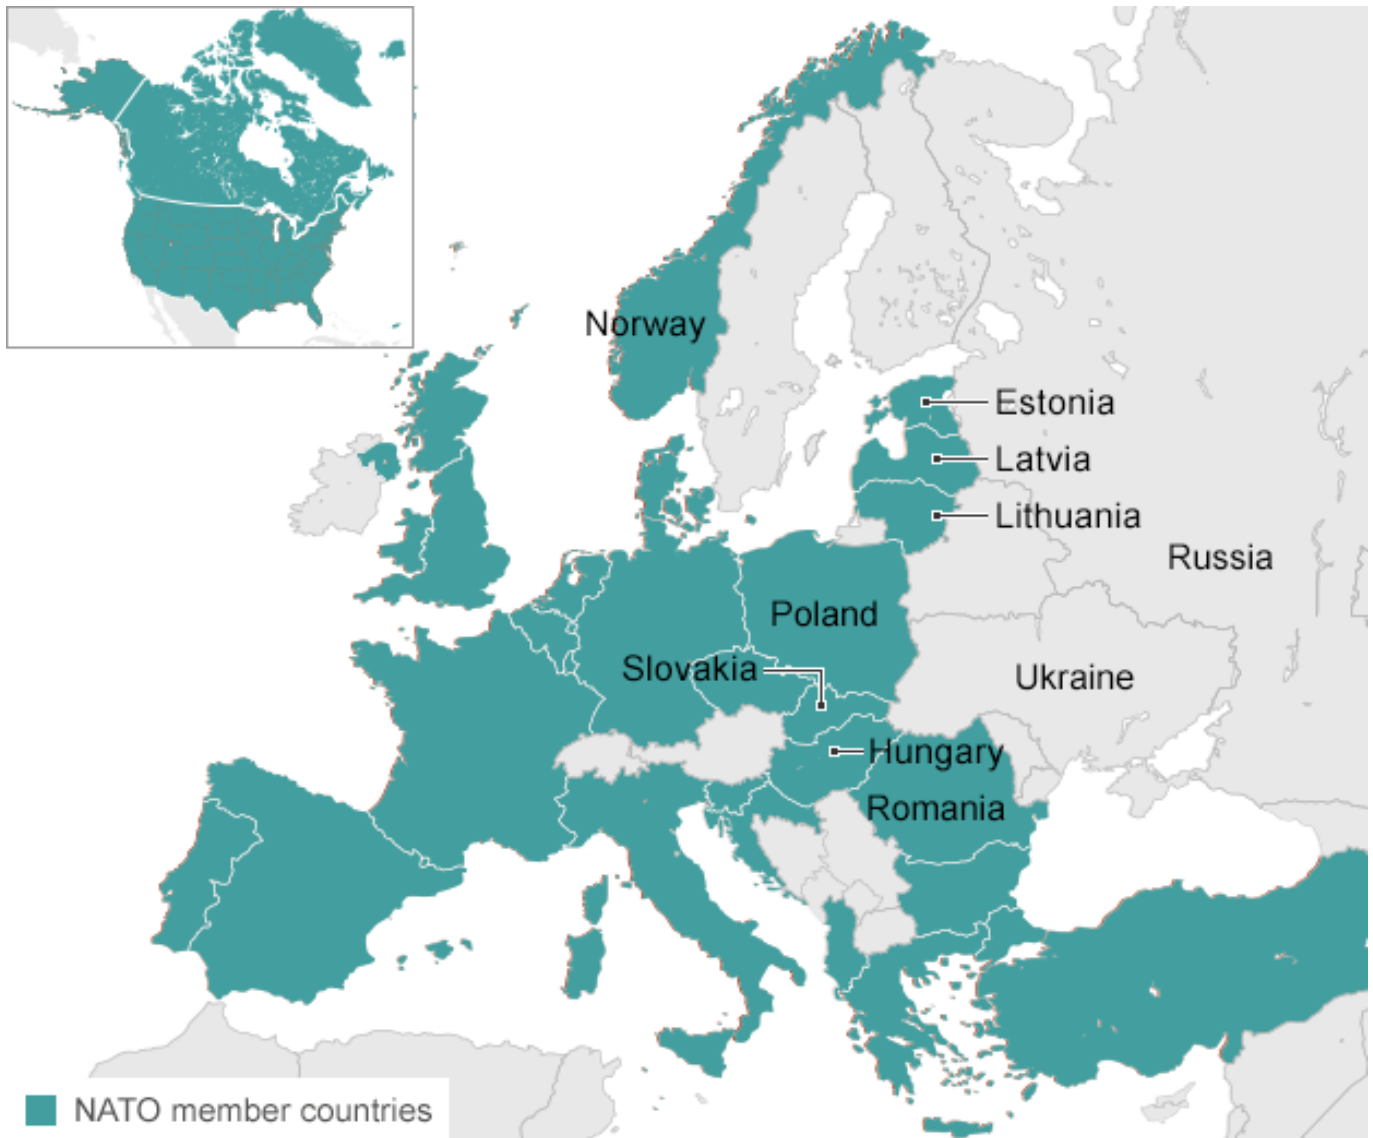 Norway
Estonia
Latvia
Lithuania
Russia
Poland
Slovakia
Ukraine
Hungary
Romania
NATO member countries